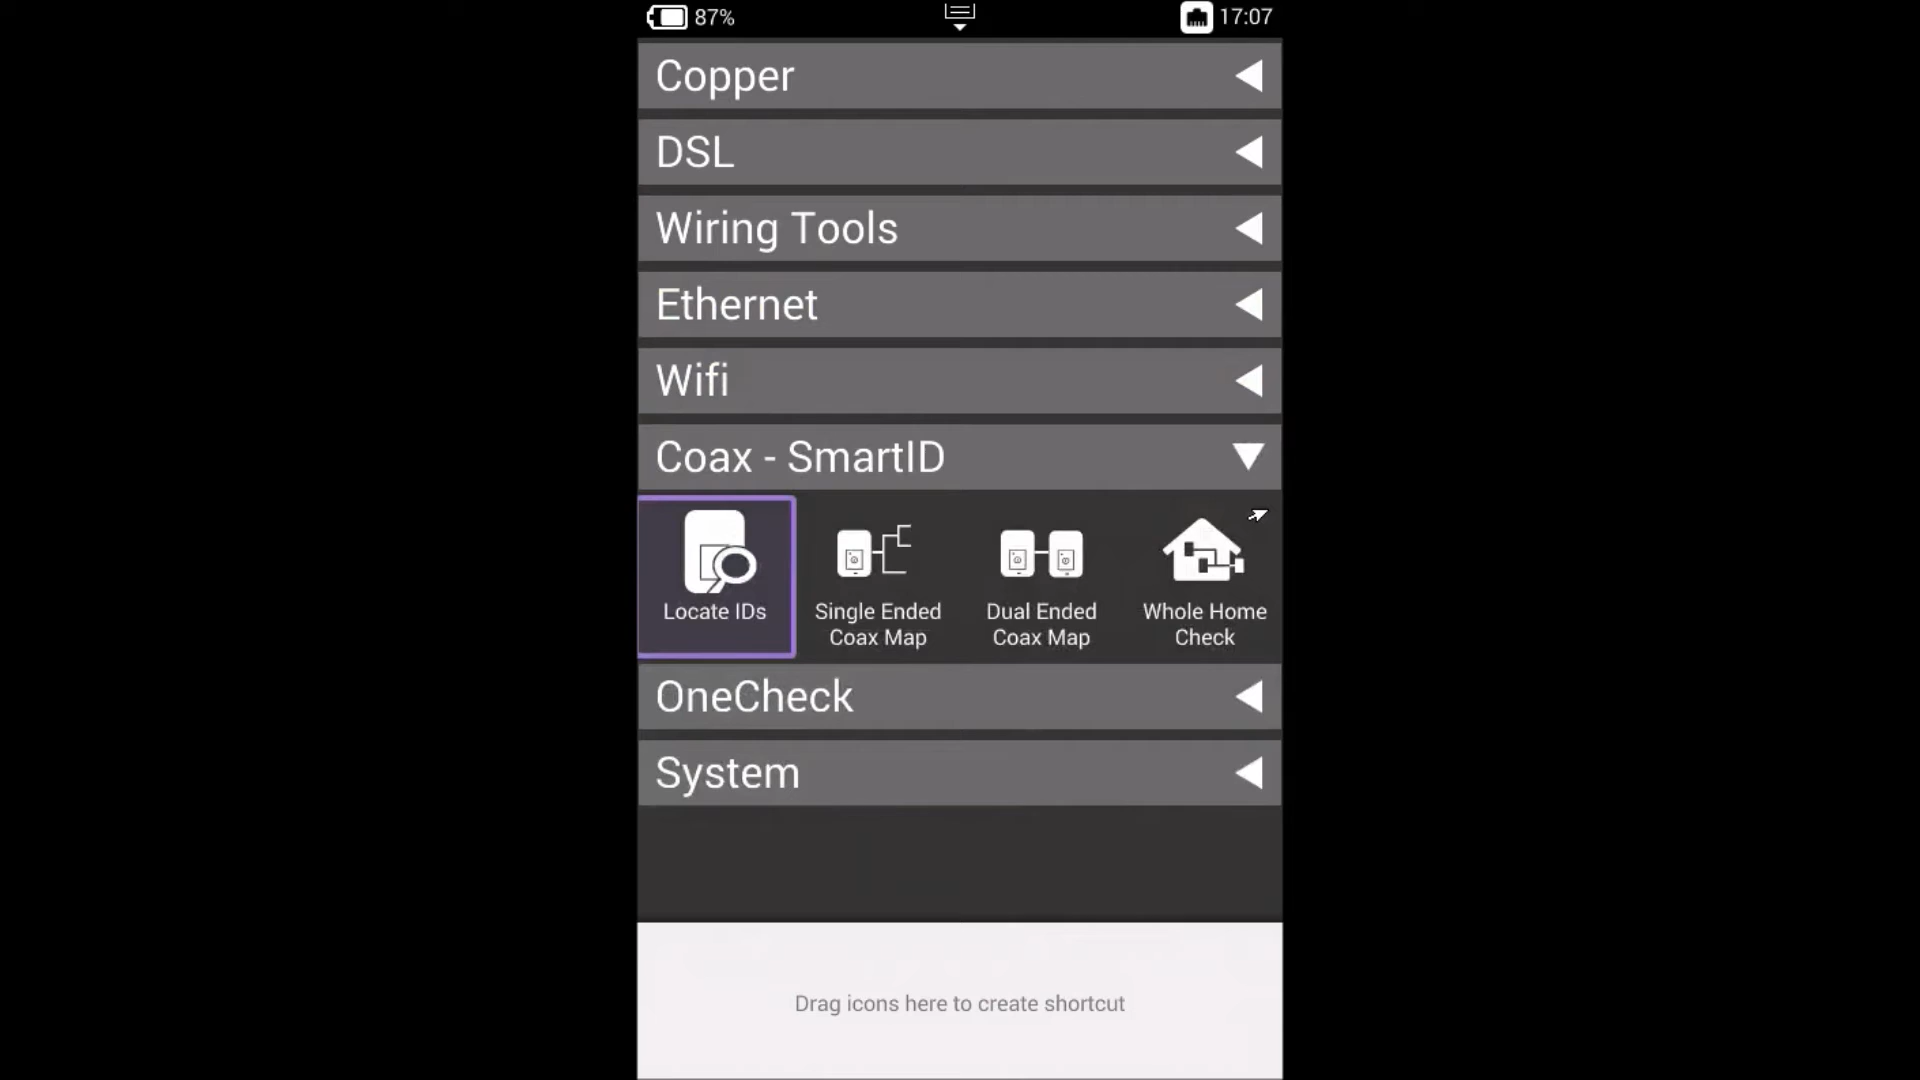 87%
17:07
Copper
DSL
Wiring Tools
Ethernet
Wifi
Coax - SmartID
Locate IDs
Single Ended
Coax Map
Dual Ended
Coax Map
Whole Home
Check
OneCheck
System
Drag icons here to create shortcut